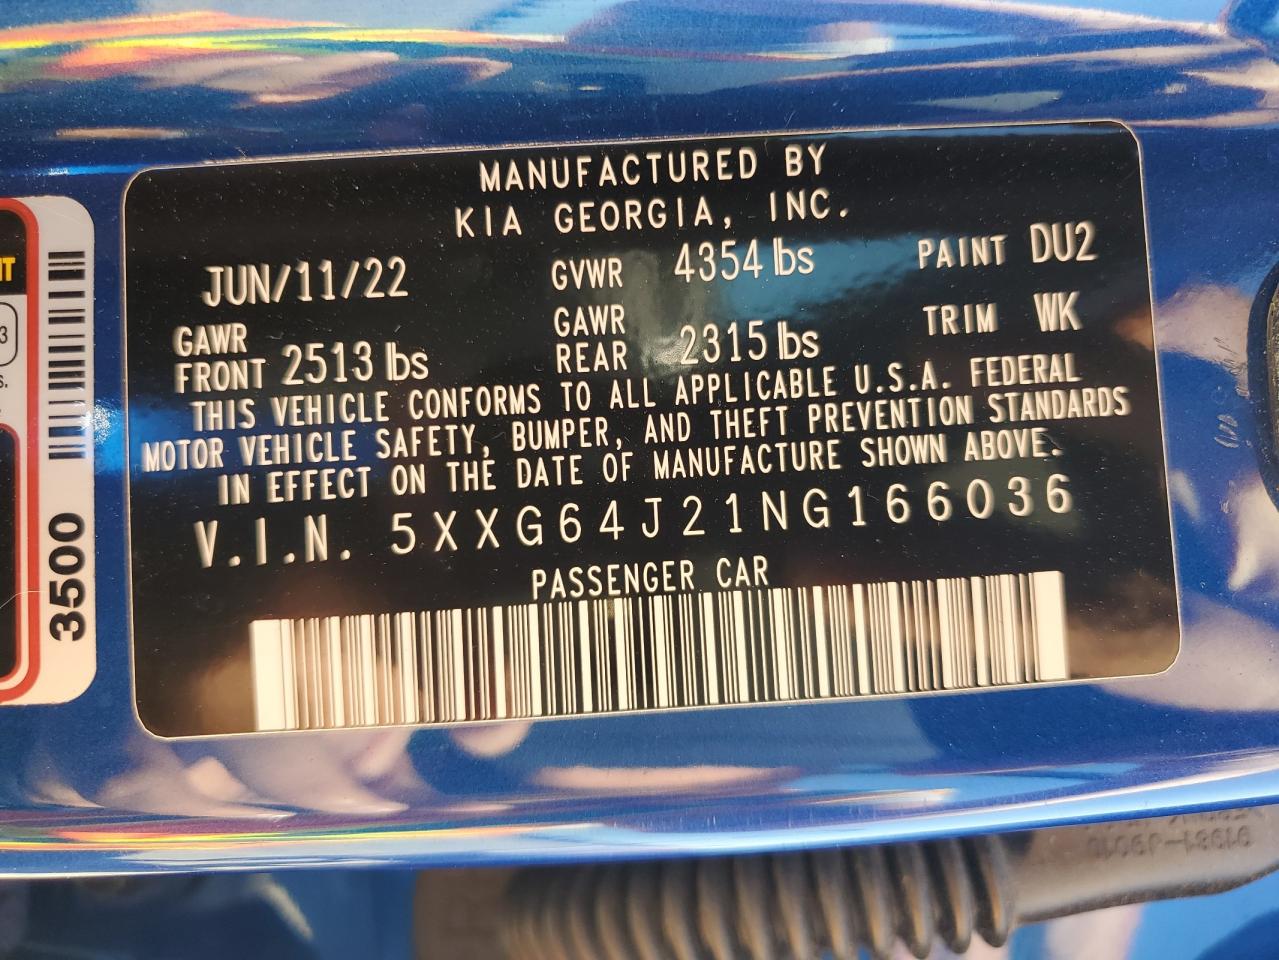 MANUFACTURED BY
KIA GEORGIA, INC.
JUN/11/22 GVWR 4354 lbs PAINT DU2
GAWR FRONT 2513 lbs GAWR REAR 2315 lbs TRIM WK
THIS VEHICLE CONFORMS TO ALL APPLICABLE U.S.A. FEDERAL
MOTOR VEHICLE SAFETY, BUMPER, AND THEFT PREVENTION STANDARDS
IN EFFECT ON THE DATE OF MANUFACTURE SHOWN ABOVE.
V.I.N. 5XXG64J21NG166036
PASSENGER CAR
3500